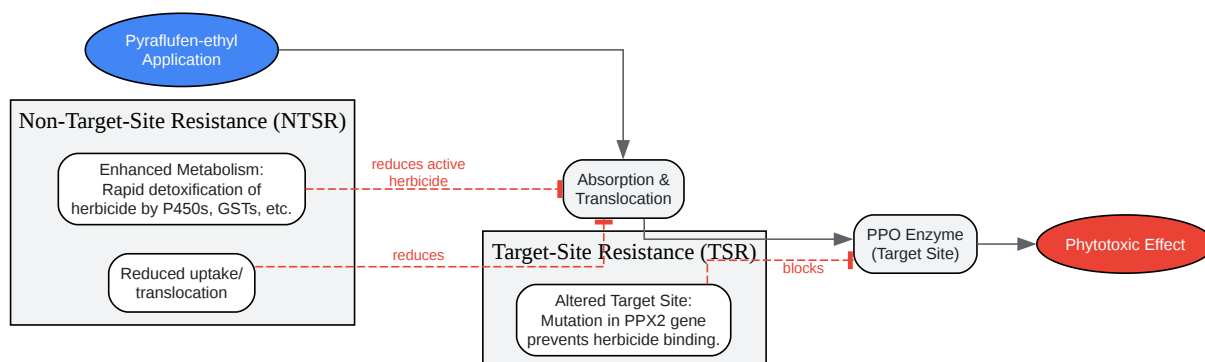 Pyraflufen-ethyl
Application
Non-Target-Site Resistance (NTSR)
Enhanced Metabolism:
Rapid detoxification of
herbicide by P450s, GSTs, etc.
reduces active
herbicide
Absorption &
Translocation
Reduced uptake/
translocation
reduces
Target-Site Resistance (TSR)
Altered Target Site:
Mutation in PPX2 gene
prevents herbicide binding.
blocks
PPO Enzyme
(Target Site)
Phytotoxic Effect